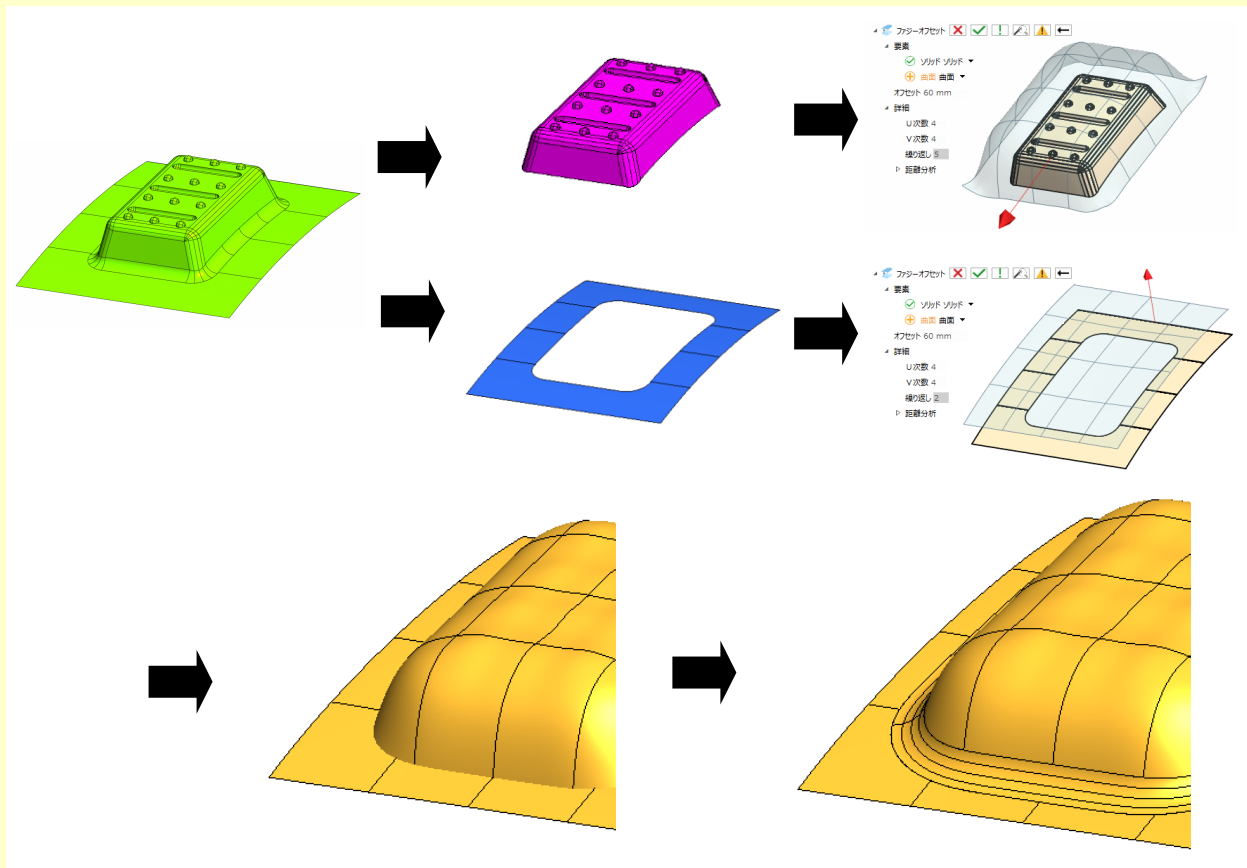 ファジーオフセット
要素
ソリッド ソリッド
曲面 曲面
オフセット 60 mm
詳細
U次数 4
V次数 4
繰り返し 5
距離分析
ファジーオフセット
要素
ソリッド ソリッド
曲面 曲面
オフセット 60 mm
詳細
U次数 4
V次数 4
繰り返し 2
距離分析